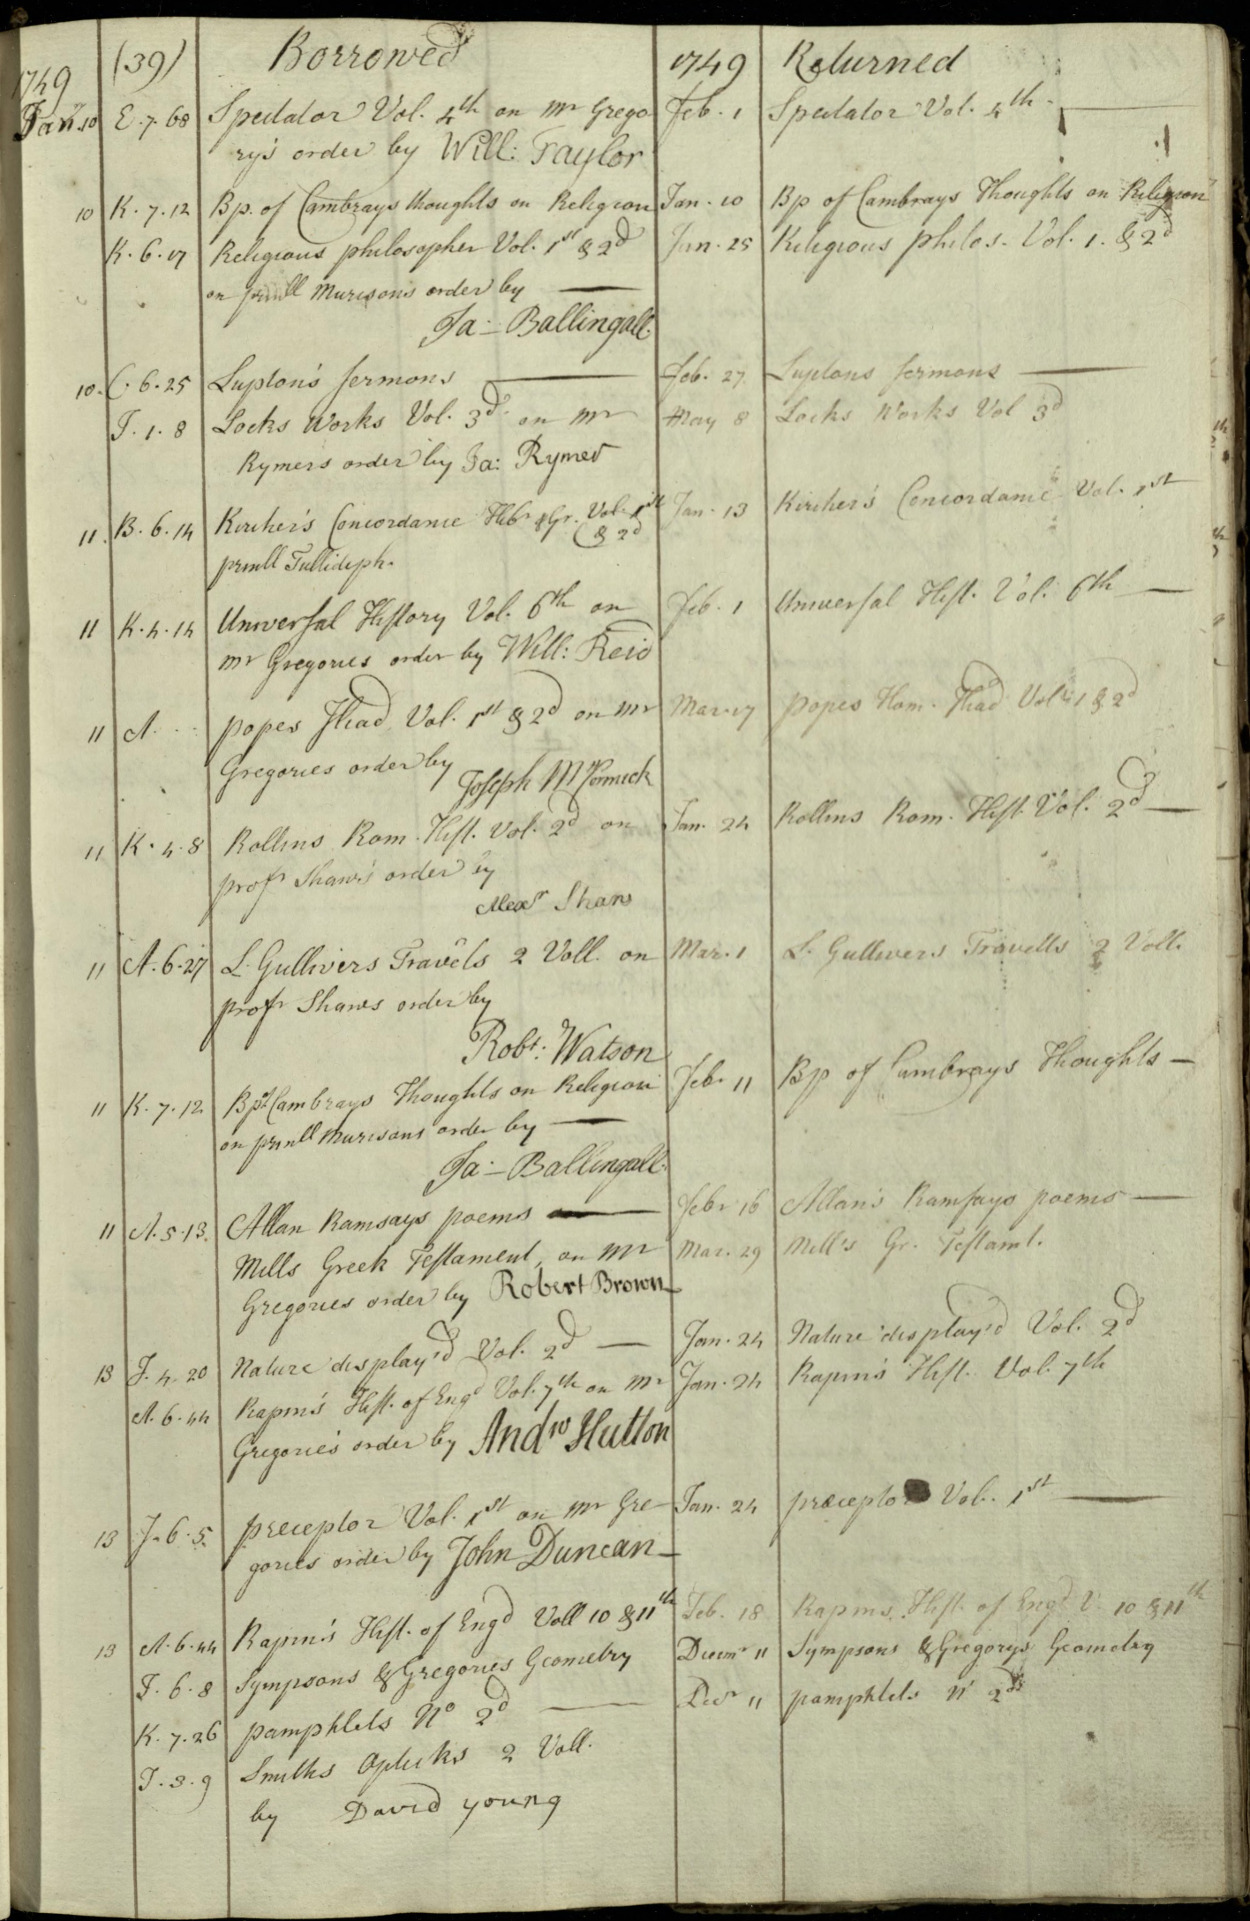 (39) Borrowed 1749 Returned
1749
Jan.ry 10 E.7.68 Spectator Vol. 4th on Mr Grego Feb. 1 Spectator Vol. 4th
ry's order by Will: Taylor
10 K.7.12 Bp. of Cambrays thoughts on Religion Jan. 10 Bp of Cambrays Thoughts on Religion
K.6.17 Religious philosopher Vol. 1st & 2d Jan. 25 Religious philos. Vol. 1. & 2d
on prinll Murisons order by
Ja: Ballingall.
10. C.6.25 Lupton's sermons Feb. 27 Luptons sermons
J.1.8 Locks Works Vol. 3d on Mr May 8 Locks Works Vol 3d
Rymers order by Ja: Rymer
11. B.6.14 Kircher's Concordance Heb. & Gr. Vol. 1st Jan. 13 Kircher's Concordance Vol. 1st
(& 2d
prinll Tullideph.
11 K.4.14 Universal History Vol. 6th on Feb. 1 Universal Hist. Vol. 6th
Mr Gregories order by Will: Reid
11 A. popes Iliad Vol. 1st & 2d on Mr Mar. 17 popes Hom. Iliad Vol. 1 & 2d
Gregories order by Joseph McCormick
11 K.4.8 Rollins Rom. Hist. Vol. 2d on Jan. 24 Rollins Rom. Hist. Vol. 2d
profr Shaw's order by
Alexr Shaw
11 A.6.27 L. Gullivers Travels 2 Voll. on Mar. 1 L. Gullivers Travells 2 Voll.
profr Shaws order by
Robt: Watson
11 K.7.12 Bp of Cambrays Thoughts on Religion Febr 11 Bp of Cambrays Thoughts
on prinll Murisons order by
Ja: Ballingall.
11 A.5.13. Allan Ramsays poems Febr 16 Allan's Ramsays poems
Mills Greek Testament, on Mr Mar. 29 Mill's Gr. Testamt.
Gregories order by Robert Brown
13 J.4.20 Nature display'd Vol. 2d Jan. 24 Nature display'd Vol. 2d
A.6.44 Rapin's Hist. of Engd Vol. 7th on Mr Jan. 24 Rapin's Hist. Vol. 7th
Gregorie's order by Andw Hutton
13 J.6.5. preceptor Vol. 1st on Mr Gre Jan. 24 præceptor Vol. 1st
gories order by John Duncan
13 A.6.44 Rapin's Hist. of Engd Voll 10 & 11th Feb. 18 Rapins Hist. of Engd V. 10 & 11th
J.6.8 Sympsons & Gregories Geometry Decemr 11 Sympsons & Gregorys Geometry
K.7.26 pamphlets No 2d Decr 11 pamphlets No 2d
J.3.9 Smiths Opticks 2 Voll.
by David young